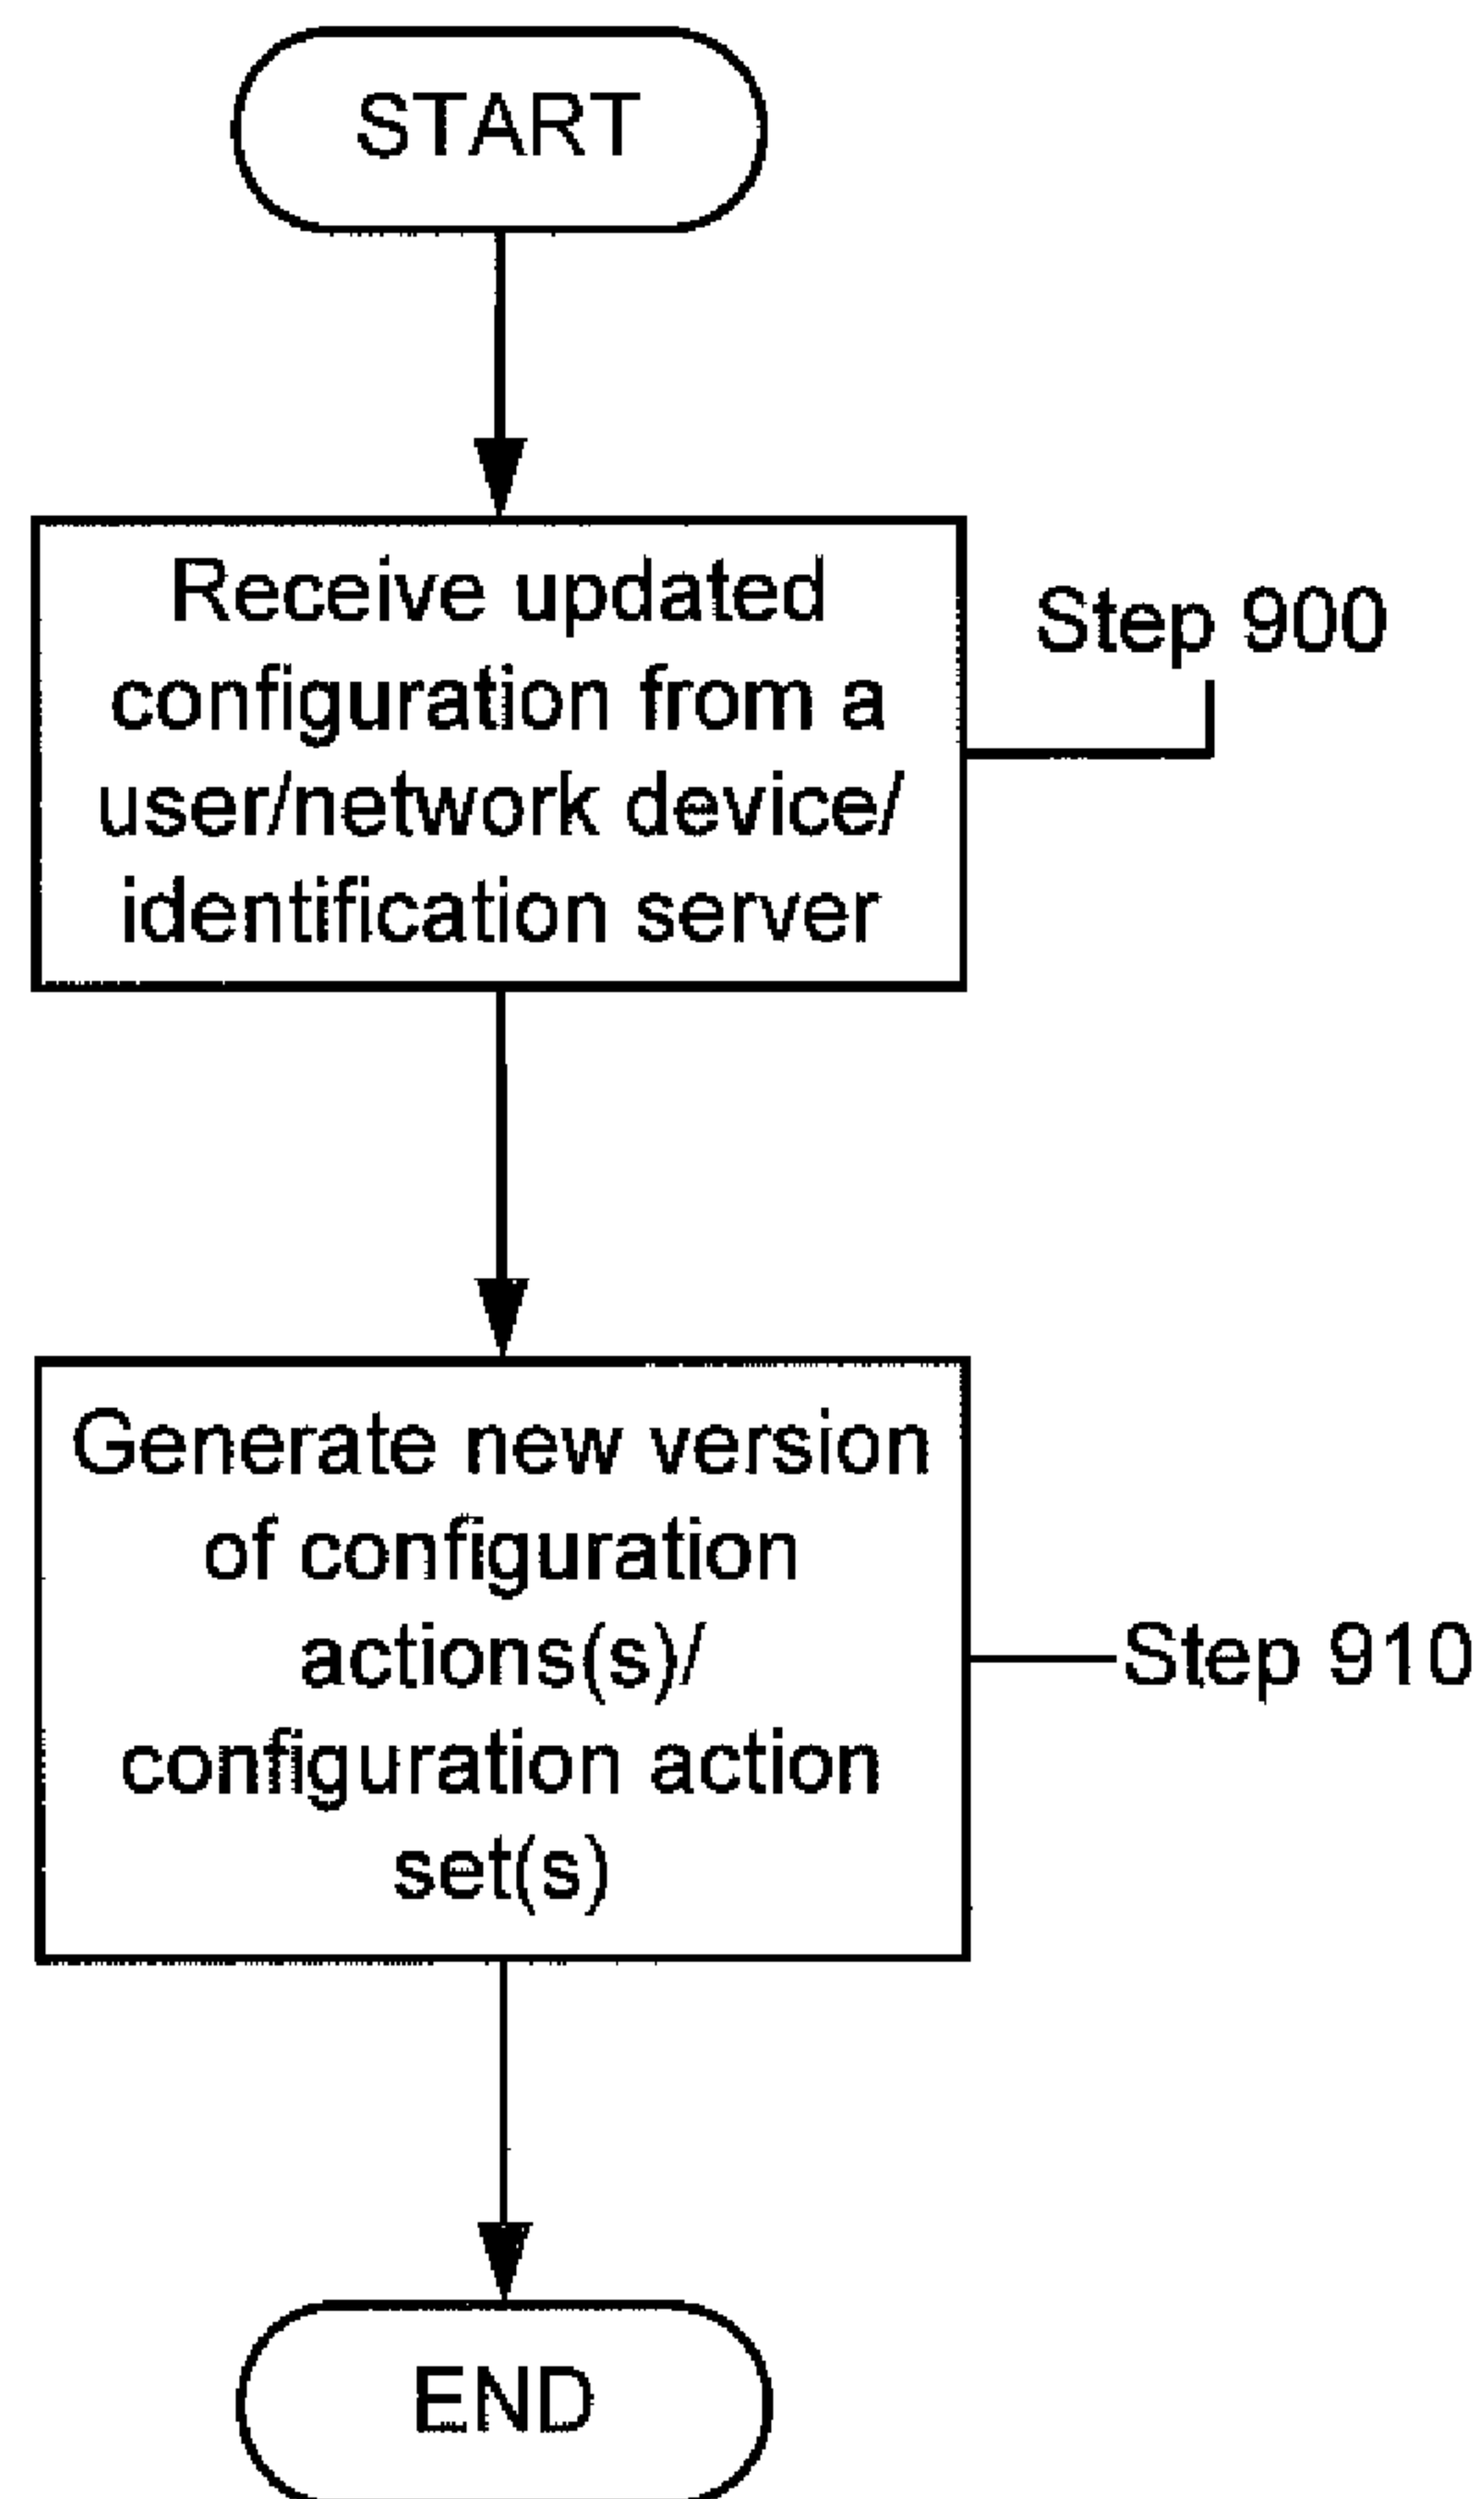 START
Receive updated
configuration from a
user/network device/
identification server
Step 900
Generate new version
of configuration
actions(s)/
configuration action
set(s)
Step 910
END